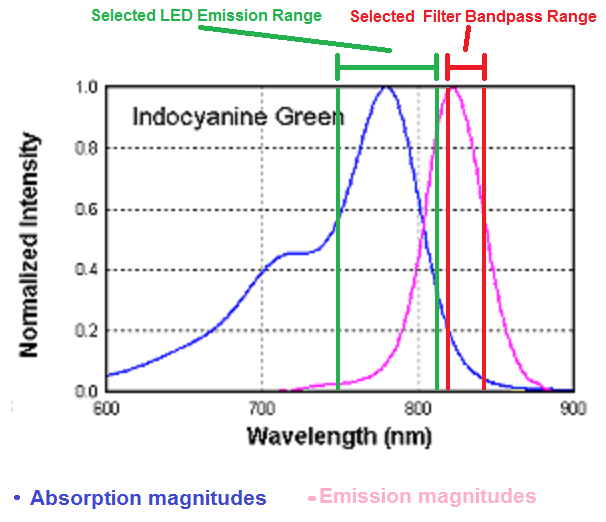 Selected LED Emission Range
Selected Filter Bandpass Range
Indocyanine Green
Normalized Intensity
1.0
0.8
0.6
0.4
0.2
0.0
600
700
800
900
Wavelength (nm)
• Absorption magnitudes
-Emission magnitudes